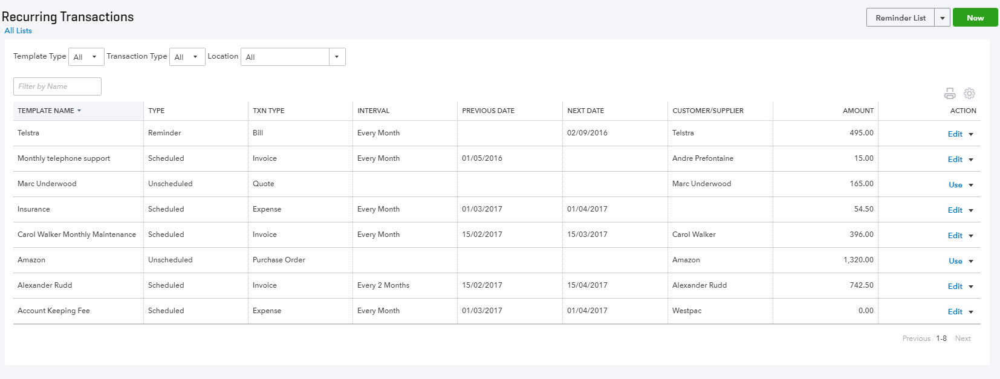 Recurring Transactions
All Lists
Reminder List
New
Template Type All Transaction Type All Location All
Filter by Name
TEMPLATE NAME TYPE TXN TYPE INTERVAL PREVIOUS DATE NEXT DATE CUSTOMER/SUPPLIER AMOUNT ACTION
Telstra Reminder Bill Every Month 02/09/2016 Telstra 495.00 Edit
Monthly telephone support Scheduled Invoice Every Month 01/05/2016 Andre Prefontaine 15.00 Edit
Marc Underwood Unscheduled Quote Marc Underwood 165.00 Use
Insurance Scheduled Expense Every Month 01/03/2017 01/04/2017 54.50 Edit
Carol Walker Monthly Maintenance Scheduled Invoice Every Month 15/02/2017 15/03/2017 Carol Walker 396.00 Edit
Amazon Unscheduled Purchase Order Amazon 1,320.00 Use
Alexander Rudd Scheduled Invoice Every 2 Months 15/02/2017 15/04/2017 Alexander Rudd 742.50 Edit
Account Keeping Fee Scheduled Expense Every Month 01/03/2017 01/04/2017 Westpac 0.00 Edit
Previous 1-8 Next